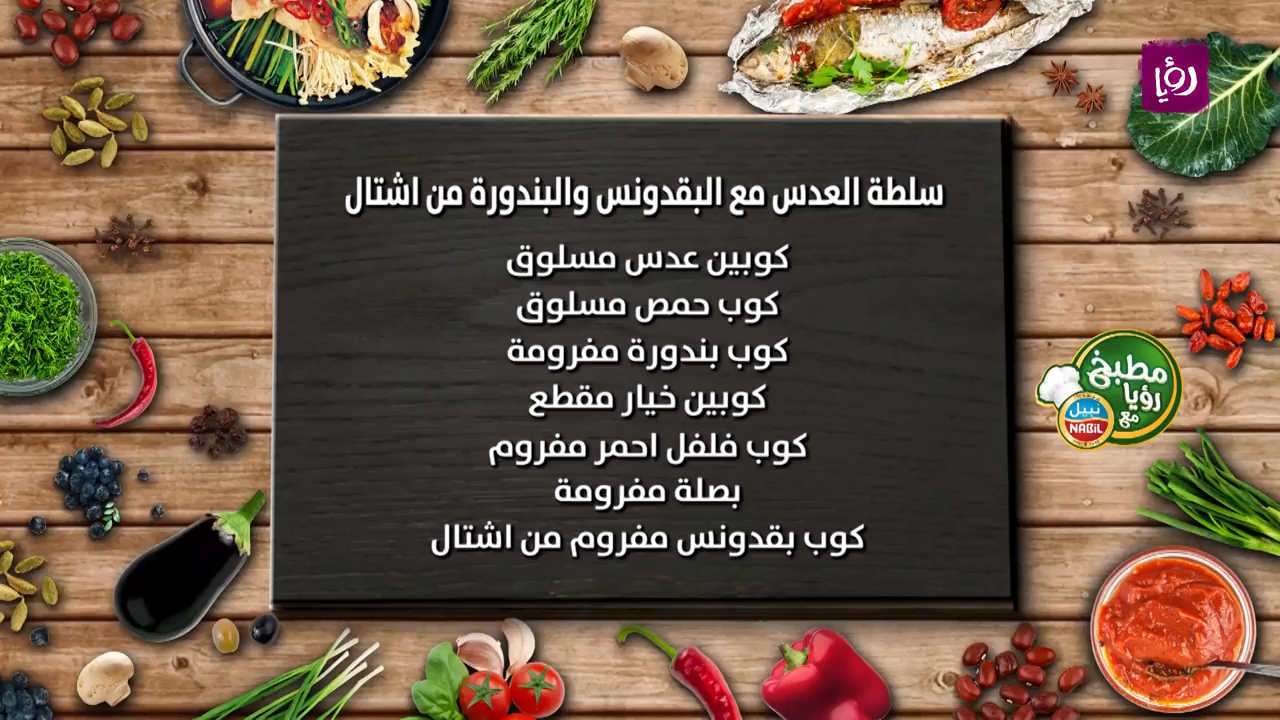 رؤيا
سلطة العدس مع البقدونس والبندورة من اشتال
كوبين عدس مسلوق
كوب حمص مسلوق
كوب بندورة مفرومة
كوبين خيار مقطع
كوب فلفل احمر مفروم
بصلة مفرومة
كوب بقدونس مفروم من اشتال
مطبخ
رؤيا
مع
نبيل
NABIL